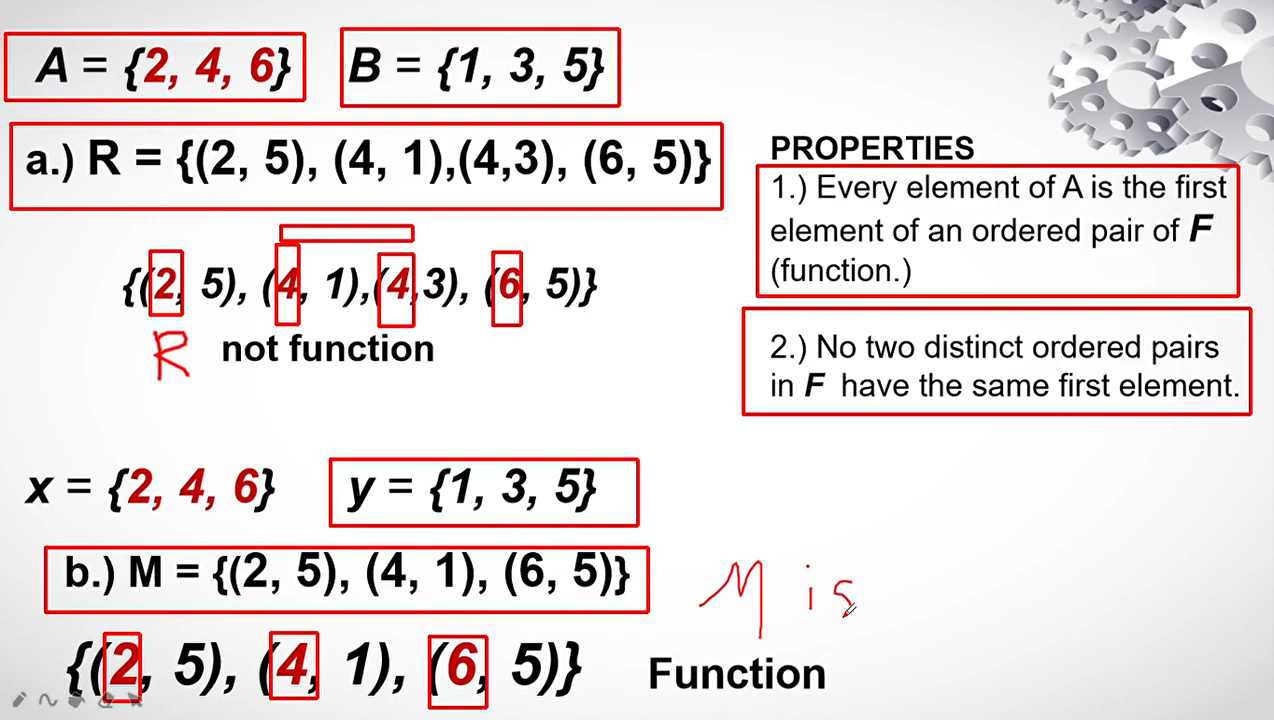 A = {2, 4, 6} B = {1, 3, 5}
a.) R = {(2, 5), (4, 1),(4,3), (6, 5)}
{(2, 5), (4, 1),(4,3), (6, 5)}
R not function
PROPERTIES
1.) Every element of A is the first
element of an ordered pair of F
(function.)
2.) No two distinct ordered pairs
in F have the same first element.
x = {2, 4, 6} y = {1, 3, 5}
b.) M = {(2, 5), (4, 1), (6, 5)}
M is
{(2, 5), (4, 1), (6, 5)}
Function